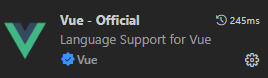 Vue - Official 245ms
Language Support for Vue
Vue